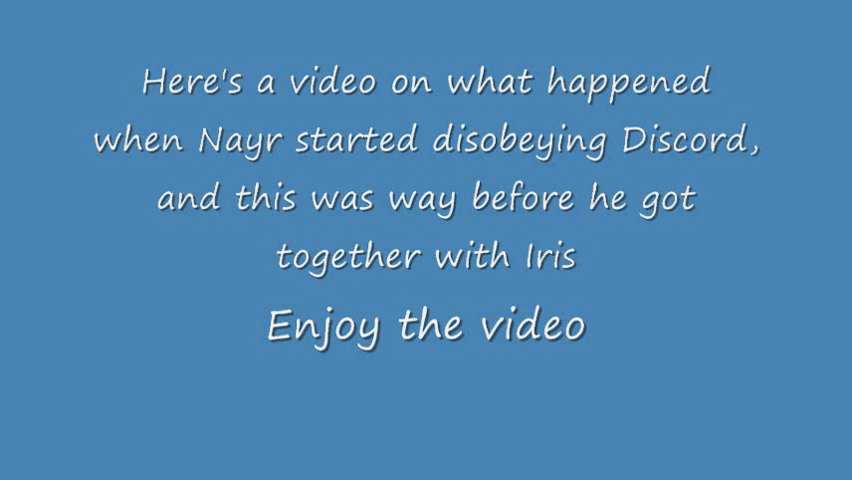 Here's a video on what happened
when Nayr started disobeying Discord,
and this was way before he got
together with Iris
Enjoy the video